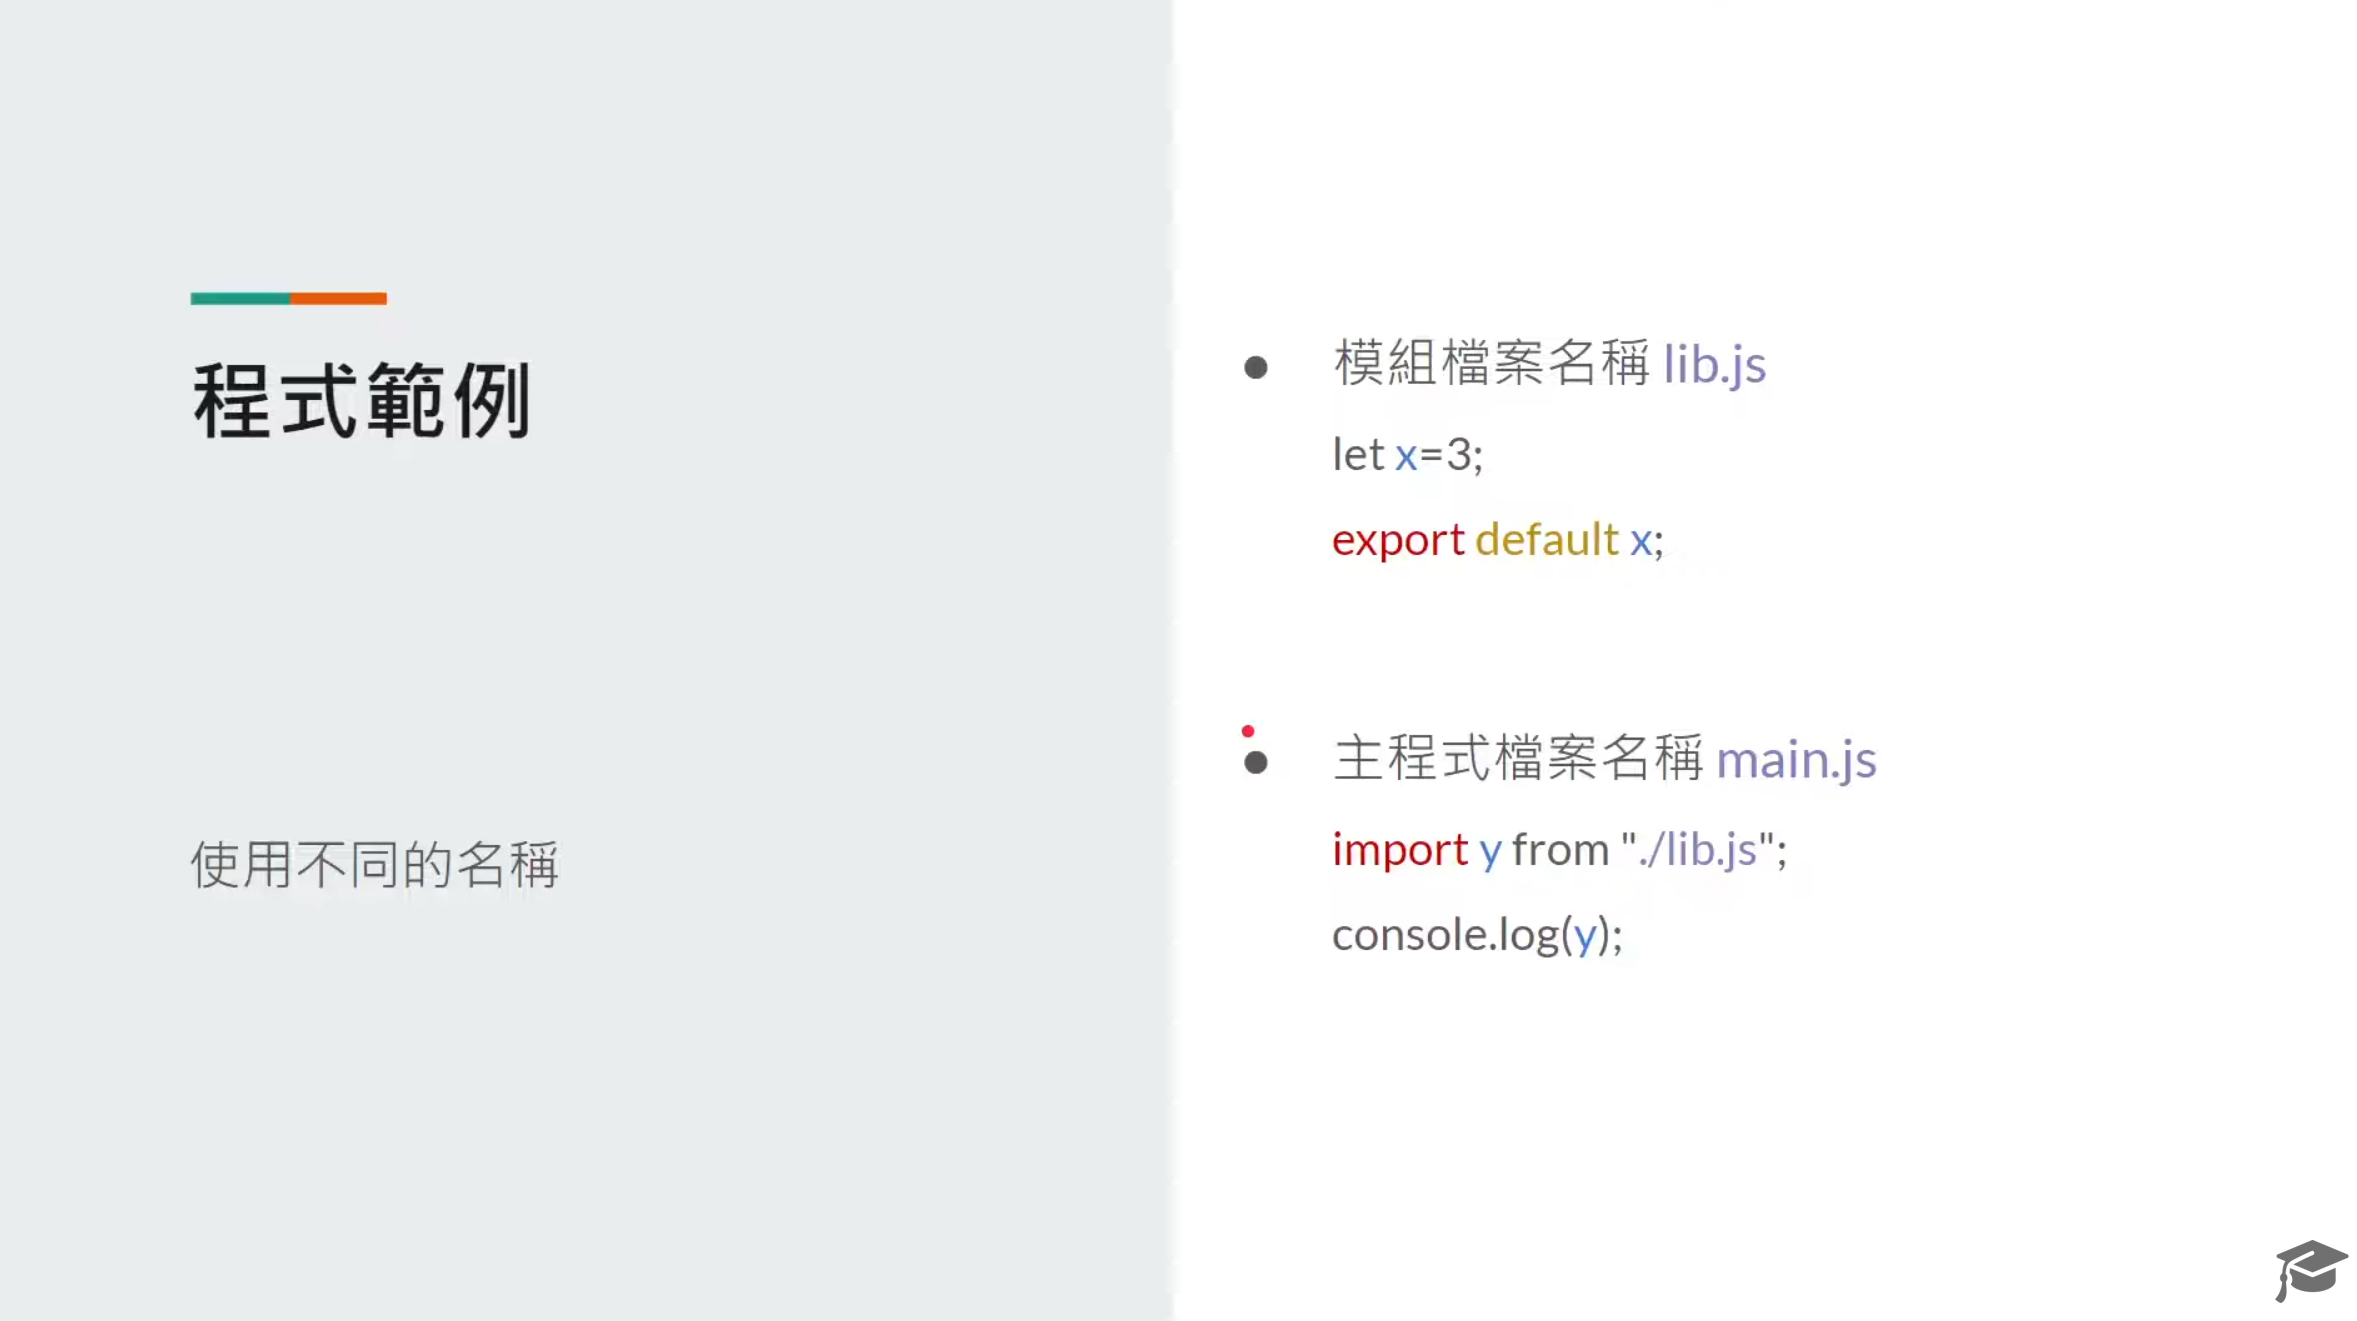 程式範例
使用不同的名稱
● 模組檔案名稱 lib.js
let x=3;
export default x;
● 主程式檔案名稱 main.js
import y from "./lib.js";
console.log(y);